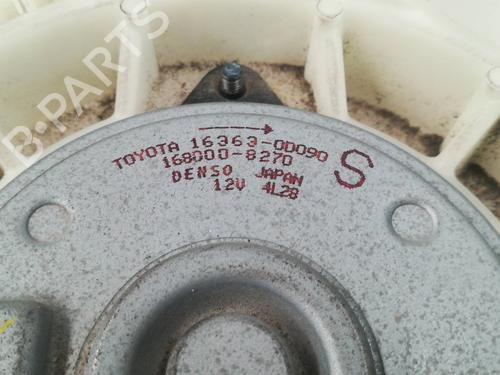 B-PARTS
TOYOTA 16363-0D090
168000-8270 S
DENSO JAPAN
12V 4L28